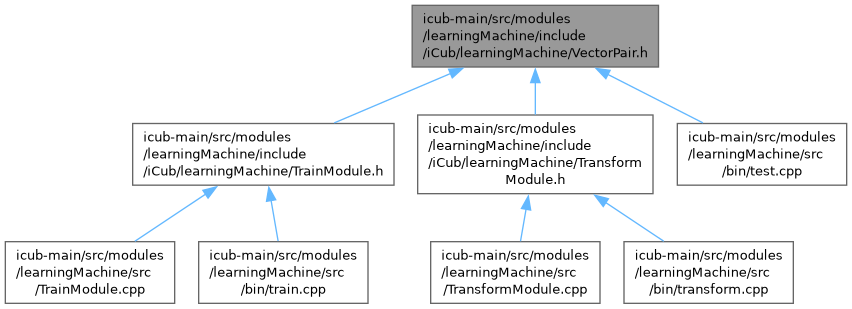 icub-main/src/modules
/learningMachine/include
/iCub/learningMachine/VectorPair.h
icub-main/src/modules
/learningMachine/include
/iCub/learningMachine/TrainModule.h
icub-main/src/modules
/learningMachine/include
/iCub/learningMachine/Transform
Module.h
icub-main/src/modules
/learningMachine/src
/bin/test.cpp
icub-main/src/modules
/learningMachine/src
/TrainModule.cpp
icub-main/src/modules
/learningMachine/src
/bin/train.cpp
icub-main/src/modules
/learningMachine/src
/TransformModule.cpp
icub-main/src/modules
/learningMachine/src
/bin/transform.cpp